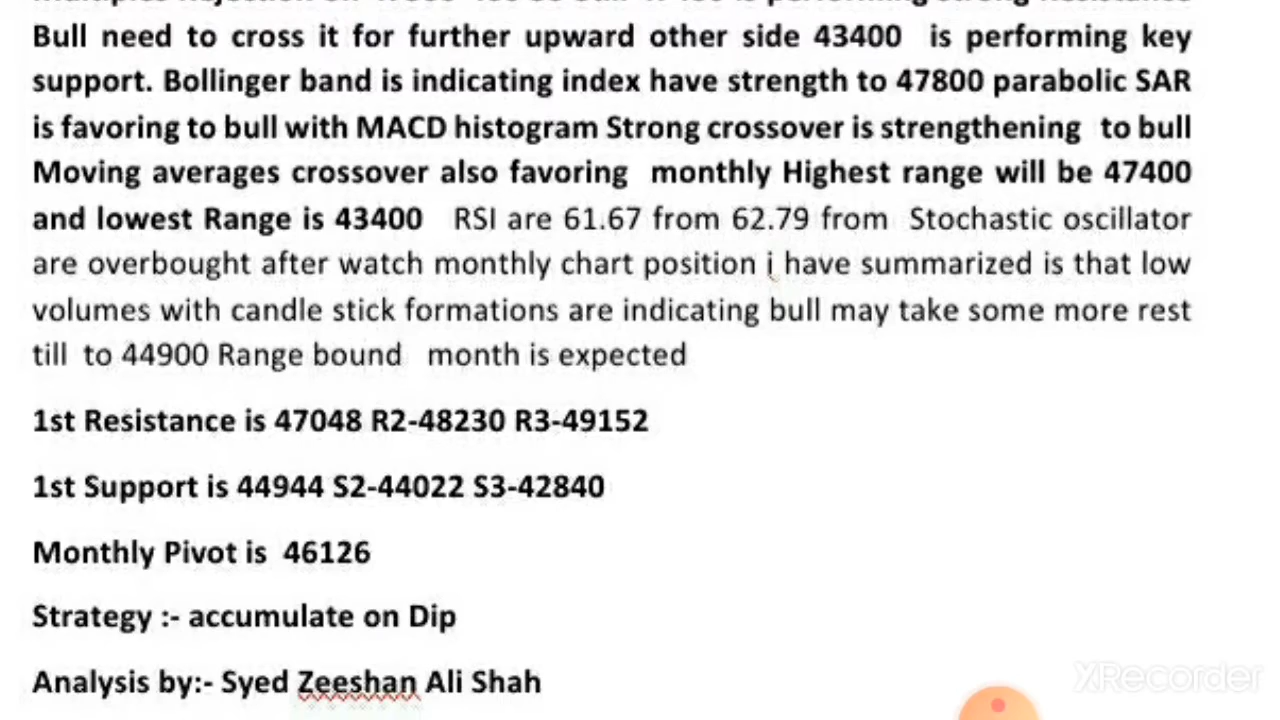 Bull need to cross it for further upward other side 43400 is performing key
support. Bollinger band is indicating index have strength to 47800 parabolic SAR
is favoring to bull with MACD histogram Strong crossover is strengthening to bull
Moving averages crossover also favoring monthly Highest range will be 47400
and lowest Range is 43400 RSI are 61.67 from 62.79 from Stochastic oscillator
are overbought after watch monthly chart position i have summarized is that low
volumes with candle stick formations are indicating bull may take some more rest
till to 44900 Range bound month is expected
1st Resistance is 47048 R2-48230 R3-49152
1st Support is 44944 S2-44022 S3-42840
Monthly Pivot is 46126
Strategy :- accumulate on Dip
Analysis by:- Syed Zeeshan Ali Shah
XRecorder